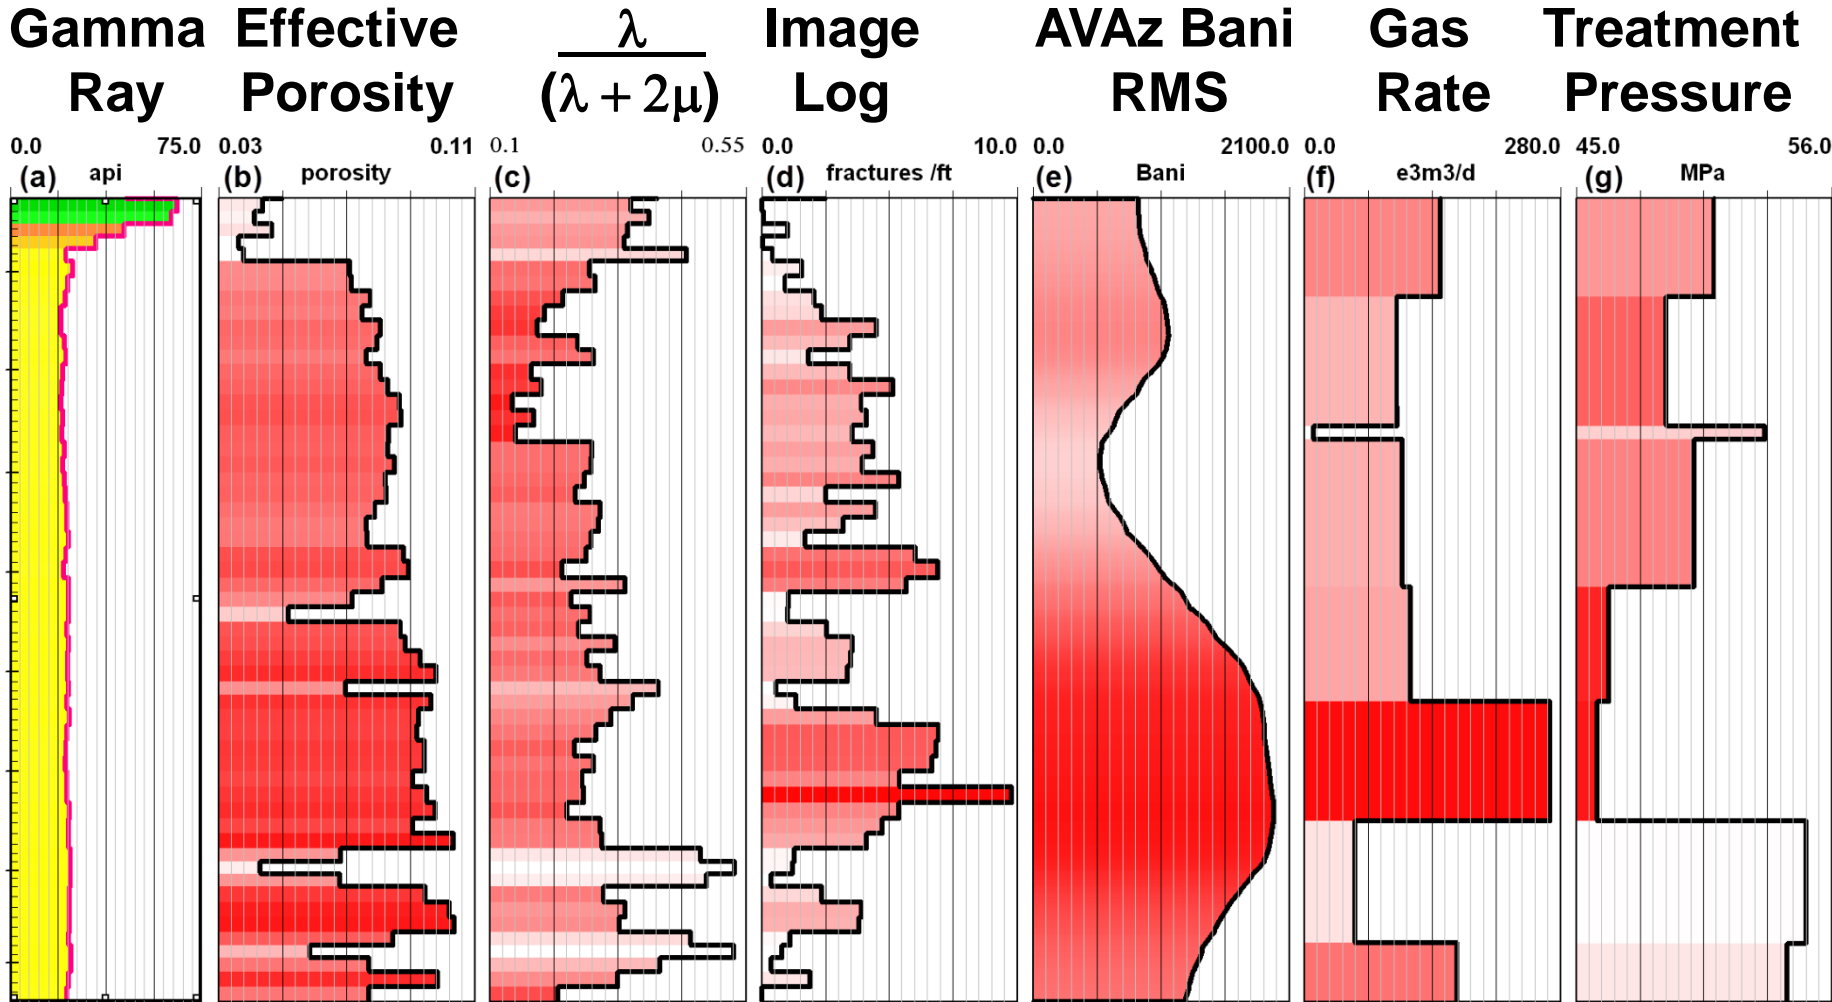 Gamma Ray
Effective Porosity
λ
(λ + 2μ)
Image Log
AVAz Bani RMS
Gas Rate
Treatment Pressure
0.0 75.0 0.03 0.11 0.1 0.55 0.0 10.0 0.0 2100.0 0.0 280.0 45.0 56.0
(a) api (b) porosity (c) (d) fractures /ft (e) Bani (f) e3m3/d (g) MPa